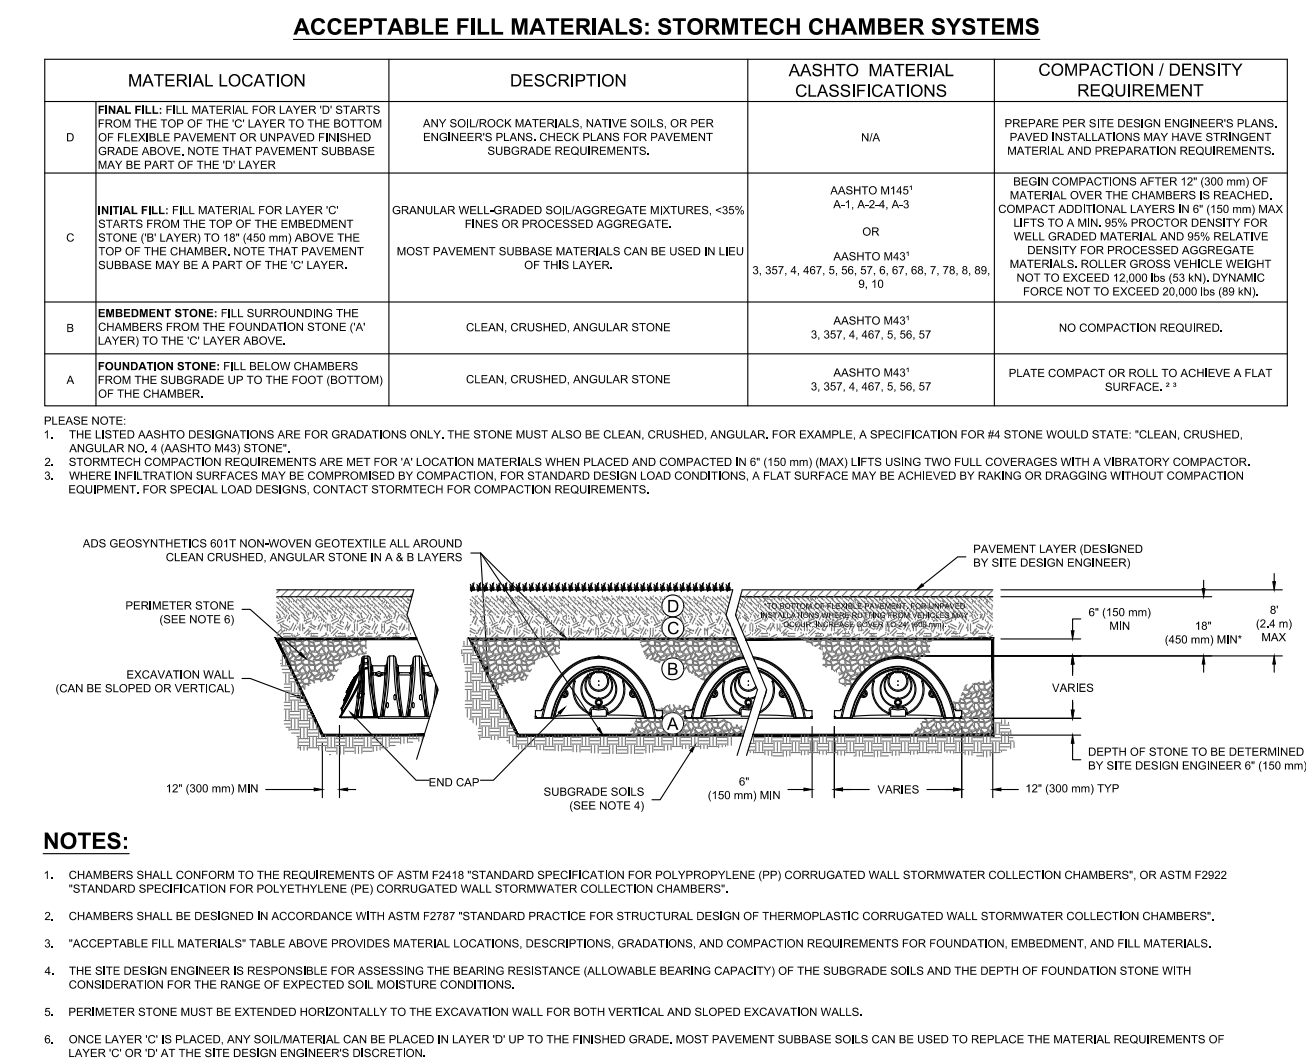 ACCEPTABLE FILL MATERIALS: STORMTECH CHAMBER SYSTEMS
MATERIAL LOCATION
DESCRIPTION
AASHTO MATERIAL
CLASSIFICATIONS
COMPACTION / DENSITY
REQUIREMENT
D
FINAL FILL: FILL MATERIAL FOR LAYER 'D' STARTS
FROM THE TOP OF THE 'C' LAYER TO THE BOTTOM
OF FLEXIBLE PAVEMENT OR UNPAVED FINISHED
GRADE ABOVE. NOTE THAT PAVEMENT SUBBASE
MAY BE PART OF THE 'D' LAYER
ANY SOIL/ROCK MATERIALS, NATIVE SOILS, OR PER
ENGINEER'S PLANS. CHECK PLANS FOR PAVEMENT
SUBGRADE REQUIREMENTS.
N/A
PREPARE PER SITE DESIGN ENGINEER'S PLANS.
PAVED INSTALLATIONS MAY HAVE STRINGENT
MATERIAL AND PREPARATION REQUIREMENTS.
C
INITIAL FILL: FILL MATERIAL FOR LAYER 'C'
STARTS FROM THE TOP OF THE EMBEDMENT
STONE ('B' LAYER) TO 18" (450 mm) ABOVE THE
TOP OF THE CHAMBER. NOTE THAT PAVEMENT
SUBBASE MAY BE A PART OF THE 'C' LAYER.
GRANULAR WELL-GRADED SOIL/AGGREGATE MIXTURES, <35%
FINES OR PROCESSED AGGREGATE.
MOST PAVEMENT SUBBASE MATERIALS CAN BE USED IN LIEU
OF THIS LAYER.
AASHTO M145¹
A-1, A-2-4, A-3
OR
AASHTO M43¹
3, 357, 4, 467, 5, 56, 57, 6, 67, 68, 7, 78, 8, 89,
9, 10
BEGIN COMPACTIONS AFTER 12" (300 mm) OF
MATERIAL OVER THE CHAMBERS IS REACHED.
COMPACT ADDITIONAL LAYERS IN 6" (150 mm) MAX
LIFTS TO A MIN. 95% PROCTOR DENSITY FOR
WELL GRADED MATERIAL AND 95% RELATIVE
DENSITY FOR PROCESSED AGGREGATE
MATERIALS. ROLLER GROSS VEHICLE WEIGHT
NOT TO EXCEED 12,000 lbs (53 kN). DYNAMIC
FORCE NOT TO EXCEED 20,000 lbs (89 kN).
B
EMBEDMENT STONE: FILL SURROUNDING THE
CHAMBERS FROM THE FOUNDATION STONE ('A'
LAYER) TO THE 'C' LAYER ABOVE.
CLEAN, CRUSHED, ANGULAR STONE
AASHTO M43¹
3, 357, 4, 467, 5, 56, 57
NO COMPACTION REQUIRED.
A
FOUNDATION STONE: FILL BELOW CHAMBERS
FROM THE SUBGRADE UP TO THE FOOT (BOTTOM)
OF THE CHAMBER.
CLEAN, CRUSHED, ANGULAR STONE
AASHTO M43¹
3, 357, 4, 467, 5, 56, 57
PLATE COMPACT OR ROLL TO ACHIEVE A FLAT
SURFACE. ² ³
PLEASE NOTE:
1. THE LISTED AASHTO DESIGNATIONS ARE FOR GRADATIONS ONLY. THE STONE MUST ALSO BE CLEAN, CRUSHED, ANGULAR. FOR EXAMPLE, A SPECIFICATION FOR #4 STONE WOULD STATE: "CLEAN, CRUSHED,
ANGULAR NO. 4 (AASHTO M43) STONE".
2. STORMTECH COMPACTION REQUIREMENTS ARE MET FOR 'A' LOCATION MATERIALS WHEN PLACED AND COMPACTED IN 6" (150 mm) (MAX) LIFTS USING TWO FULL COVERAGES WITH A VIBRATORY COMPACTOR.
3. WHERE INFILTRATION SURFACES MAY BE COMPROMISED BY COMPACTION, FOR STANDARD DESIGN LOAD CONDITIONS, A FLAT SURFACE MAY BE ACHIEVED BY RAKING OR DRAGGING WITHOUT COMPACTION
EQUIPMENT. FOR SPECIAL LOAD DESIGNS, CONTACT STORMTECH FOR COMPACTION REQUIREMENTS.
ADS GEOSYNTHETICS 601T NON-WOVEN GEOTEXTILE ALL AROUND
CLEAN CRUSHED, ANGULAR STONE IN A & B LAYERS
PAVEMENT LAYER (DESIGNED
BY SITE DESIGN ENGINEER)
PERIMETER STONE
(SEE NOTE 6)
EXCAVATION WALL
(CAN BE SLOPED OR VERTICAL)
D
C
B
A
*TO BOTTOM OF FLEXIBLE PAVEMENT. FOR UNPAVED
INSTALLATIONS WHERE RUTTING FROM VEHICLES MAY
OCCUR, INCREASE COVER TO 24" (600 mm).
6" (150 mm)
MIN
18"
(450 mm) MIN*
8'
(2.4 m)
MAX
VARIES
DEPTH OF STONE TO BE DETERMINED
BY SITE DESIGN ENGINEER 6" (150 mm)
12" (300 mm) MIN
END CAP
SUBGRADE SOILS
(SEE NOTE 4)
6"
(150 mm) MIN
VARIES
12" (300 mm) TYP
NOTES:
1. CHAMBERS SHALL CONFORM TO THE REQUIREMENTS OF ASTM F2418 "STANDARD SPECIFICATION FOR POLYPROPYLENE (PP) CORRUGATED WALL STORMWATER COLLECTION CHAMBERS", OR ASTM F2922
"STANDARD SPECIFICATION FOR POLYETHYLENE (PE) CORRUGATED WALL STORMWATER COLLECTION CHAMBERS".
2. CHAMBERS SHALL BE DESIGNED IN ACCORDANCE WITH ASTM F2787 "STANDARD PRACTICE FOR STRUCTURAL DESIGN OF THERMOPLASTIC CORRUGATED WALL STORMWATER COLLECTION CHAMBERS".
3. "ACCEPTABLE FILL MATERIALS" TABLE ABOVE PROVIDES MATERIAL LOCATIONS, DESCRIPTIONS, GRADATIONS, AND COMPACTION REQUIREMENTS FOR FOUNDATION, EMBEDMENT, AND FILL MATERIALS.
4. THE SITE DESIGN ENGINEER IS RESPONSIBLE FOR ASSESSING THE BEARING RESISTANCE (ALLOWABLE BEARING CAPACITY) OF THE SUBGRADE SOILS AND THE DEPTH OF FOUNDATION STONE WITH
CONSIDERATION FOR THE RANGE OF EXPECTED SOIL MOISTURE CONDITIONS.
5. PERIMETER STONE MUST BE EXTENDED HORIZONTALLY TO THE EXCAVATION WALL FOR BOTH VERTICAL AND SLOPED EXCAVATION WALLS.
6. ONCE LAYER 'C' IS PLACED, ANY SOIL/MATERIAL CAN BE PLACED IN LAYER 'D' UP TO THE FINISHED GRADE. MOST PAVEMENT SUBBASE SOILS CAN BE USED TO REPLACE THE MATERIAL REQUIREMENTS OF
LAYER 'C' OR 'D' AT THE SITE DESIGN ENGINEER'S DISCRETION.